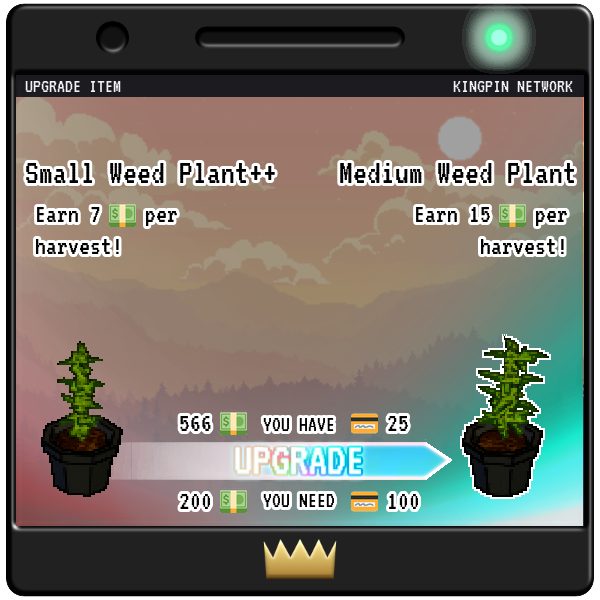 UPGRADE ITEM
KINGPIN NETWORK
Small Weed Plant++
Earn 7 💵 per
harvest!
Medium Weed Plant
Earn 15 💵 per
harvest!
566 💵 YOU HAVE 💳 25
UPGRADE
200 💵 YOU NEED 💳 100